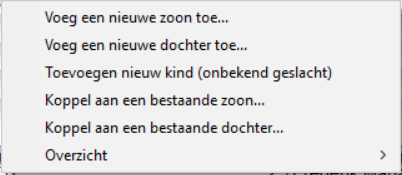 Voeg een nieuwe zoon toe...
Voeg een nieuwe dochter toe...
Toevoegen nieuw kind (onbekend geslacht)
Koppel aan een bestaande zoon...
Koppel aan een bestaande dochter...
Overzicht